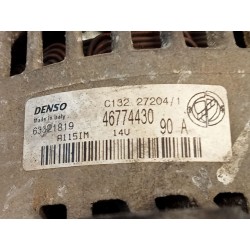 DENSO
C132 27204/1
Made in Italy
46774430
63321819
90 A
A115IM
14V